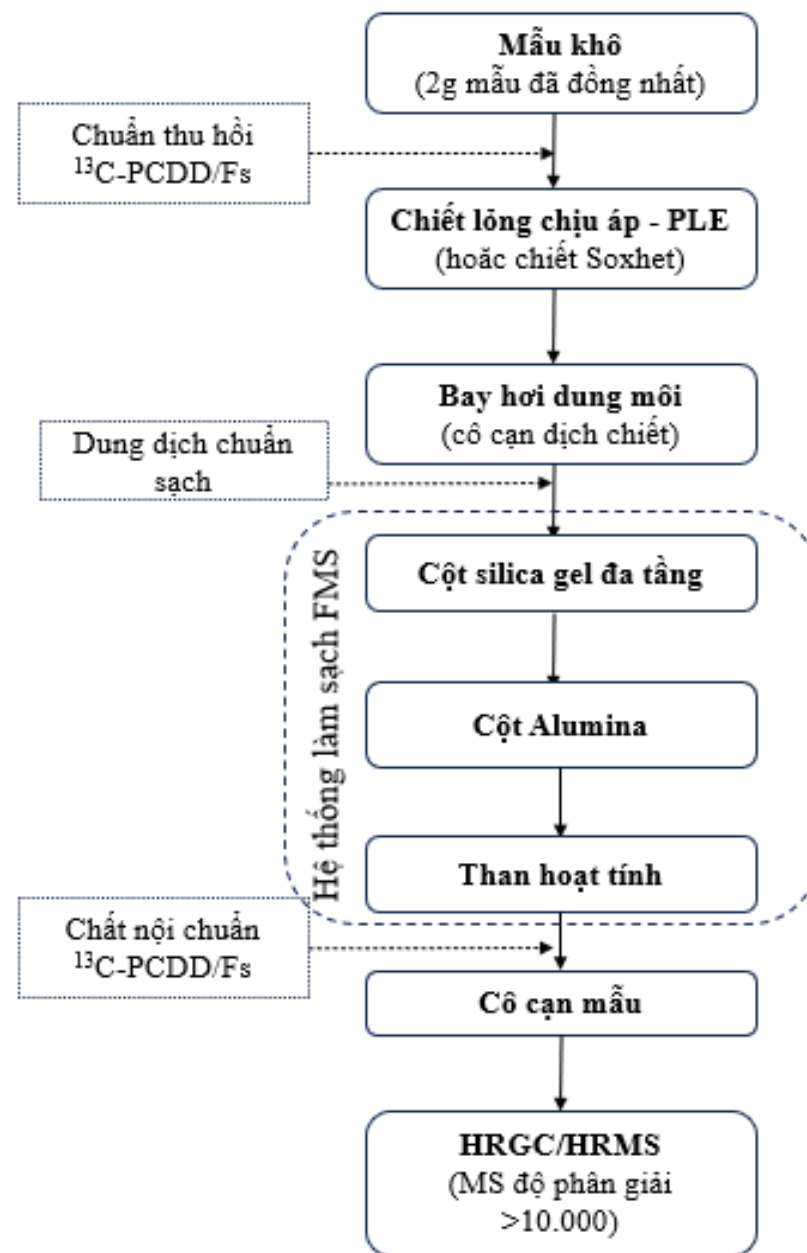 Mẫu khô
(2g mẫu đã đồng nhất)
Chuẩn thu hồi
¹³C-PCDD/Fs
Chiết lỏng chịu áp - PLE
(hoăc chiết Soxhet)
Bay hơi dung môi
(cô cạn dịch chiết)
Dung dịch chuẩn
sạch
Hệ thống làm sạch FMS
Cột silica gel đa tầng
Cột Alumina
Than hoạt tính
Chất nội chuẩn
¹³C-PCDD/Fs
Cô cạn mẫu
HRGC/HRMS
(MS độ phân giải
>10.000)